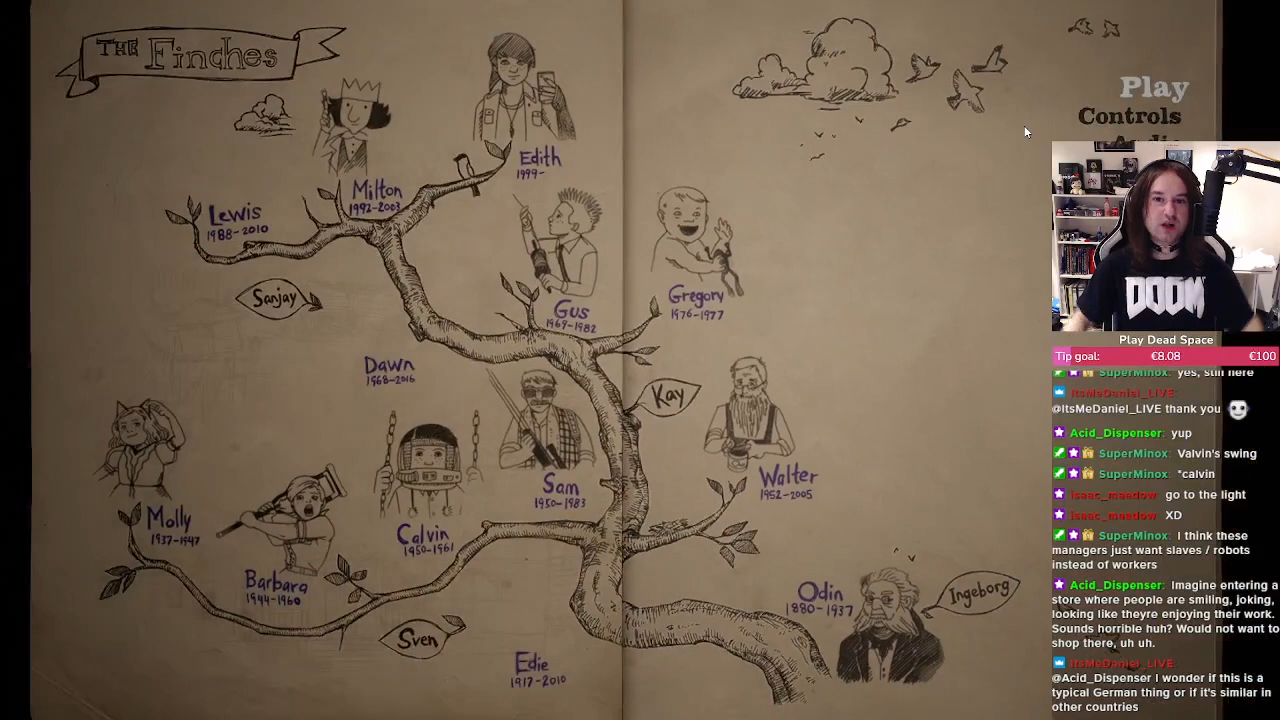 THE Finches
Edith
1999-
Milton
1992-2003
Lewis
1988-2010
Sanjay
Gus
1969-1982
Gregory
1976-1977
Dawn
1968-2016
Kay
Sam
1950-1983
Walter
1952-2005
Calvin
1950-1961
Molly
1937-1947
Barbara
1944-1960
Sven
Odin
1880-1937
Ingeborg
Edie
1917-2010
Play
Controls
DOOM
Play Dead Space
Tip goal: €8.08 €100
SuperMinox: yes, still here
ItsMeDaniel_LIVE
@ItsMeDaniel_LIVE thank you
Acid_Dispenser: yup
SuperMinox: Valvin's swing
SuperMinox: *calvin
isaac_maedow: go to the light
isaac_maedow: XD
SuperMinox: I think these
managers just want slaves / robots
instead of workers
Acid_Dispenser: Imagine entering a
store where people are smiling, joking,
looking like theyre enjoying their work.
Sounds horrible huh? Would not want to
shop there, uh uh.
ItsMeDaniel_LIVE
@Acid_Dispenser I wonder if this is a
typical German thing or if it's similar in
other countries